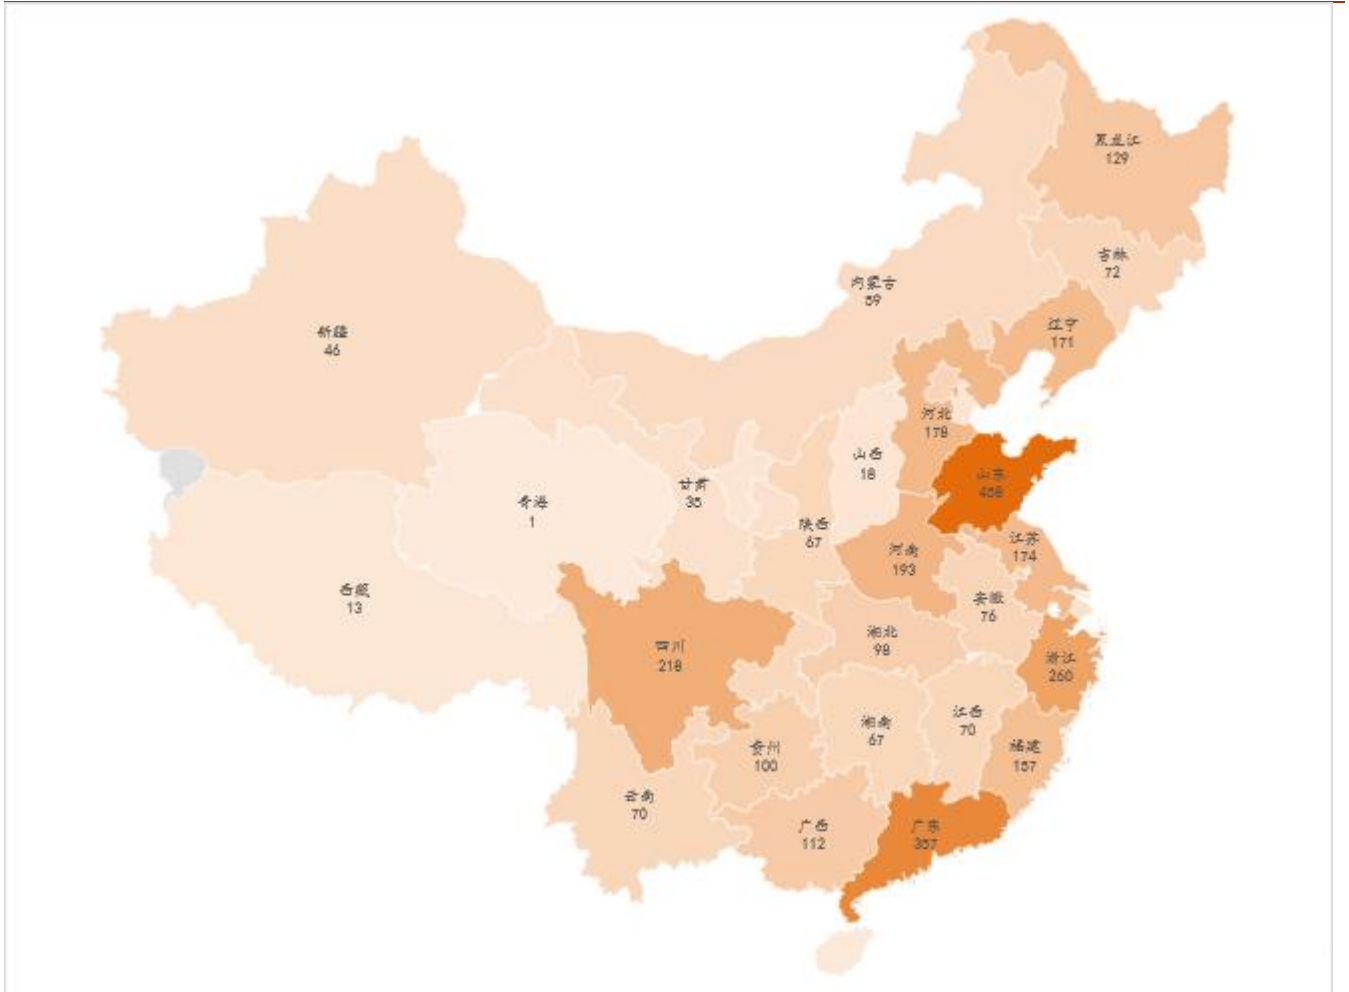 黑龙江
129
吉林
72
内蒙古
59
辽宁
171
新疆
46
河北
178
山西
18
山东
458
甘肃
35
青海
1
陕西
67
江苏
174
河南
193
西藏
13
安徽
76
湖北
98
四川
218
浙江
260
江西
70
湖南
67
福建
157
贵州
100
云南
70
广西
112
广东
357